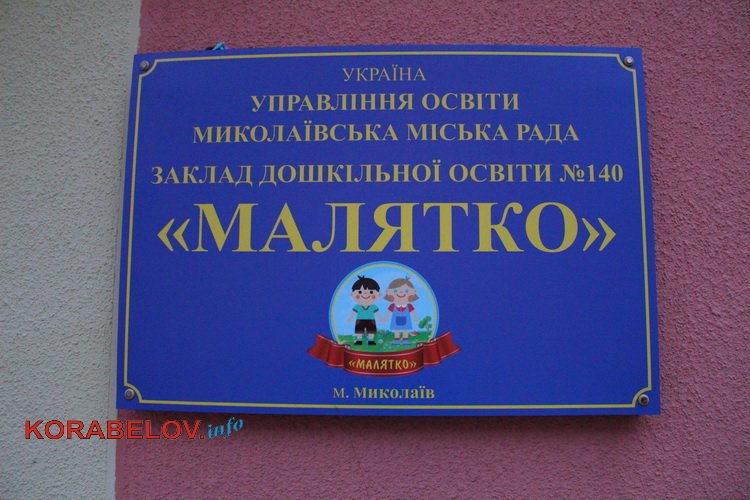 УКРАЇНА
УПРАВЛІННЯ ОСВІТИ
МИКОЛАЇВСЬКА МІСЬКА РАДА
ЗАКЛАД ДОШКІЛЬНОЇ ОСВІТИ №140
«МАЛЯТКО»
«МАЛЯТКО»
м. Миколаїв
KORABELOV.info